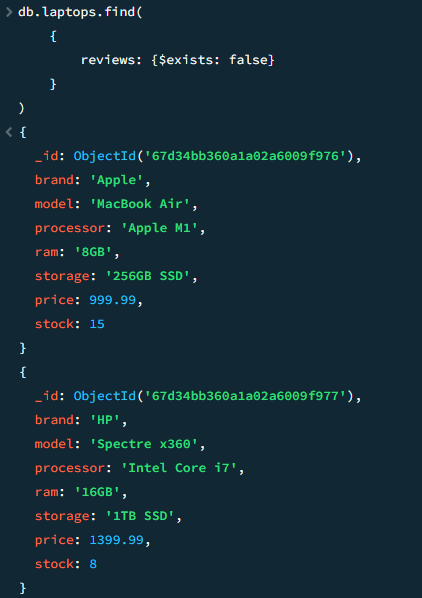 > db.laptops.find(
{
reviews: {$exists: false}
}
)
< {
_id: ObjectId('67d34bb360a1a02a6009f976'),
brand: 'Apple',
model: 'MacBook Air',
processor: 'Apple M1',
ram: '8GB',
storage: '256GB SSD',
price: 999.99,
stock: 15
}
{
_id: ObjectId('67d34bb360a1a02a6009f977'),
brand: 'HP',
model: 'Spectre x360',
processor: 'Intel Core i7',
ram: '16GB',
storage: '1TB SSD',
price: 1399.99,
stock: 8
}